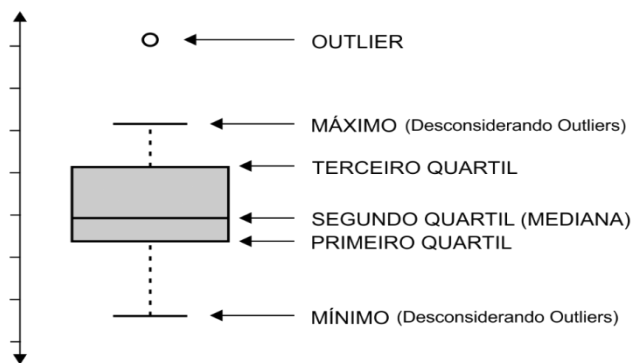 OUTLIER
MÁXIMO (Desconsiderando Outliers)
TERCEIRO QUARTIL
SEGUNDO QUARTIL (MEDIANA)
PRIMEIRO QUARTIL
MÍNIMO (Desconsiderando Outliers)